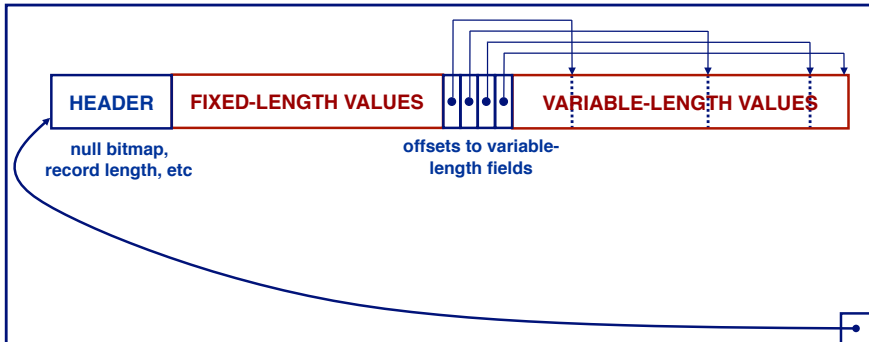 HEADER
FIXED-LENGTH VALUES
VARIABLE-LENGTH VALUES
null bitmap,
record length, etc
offsets to variable-
length fields